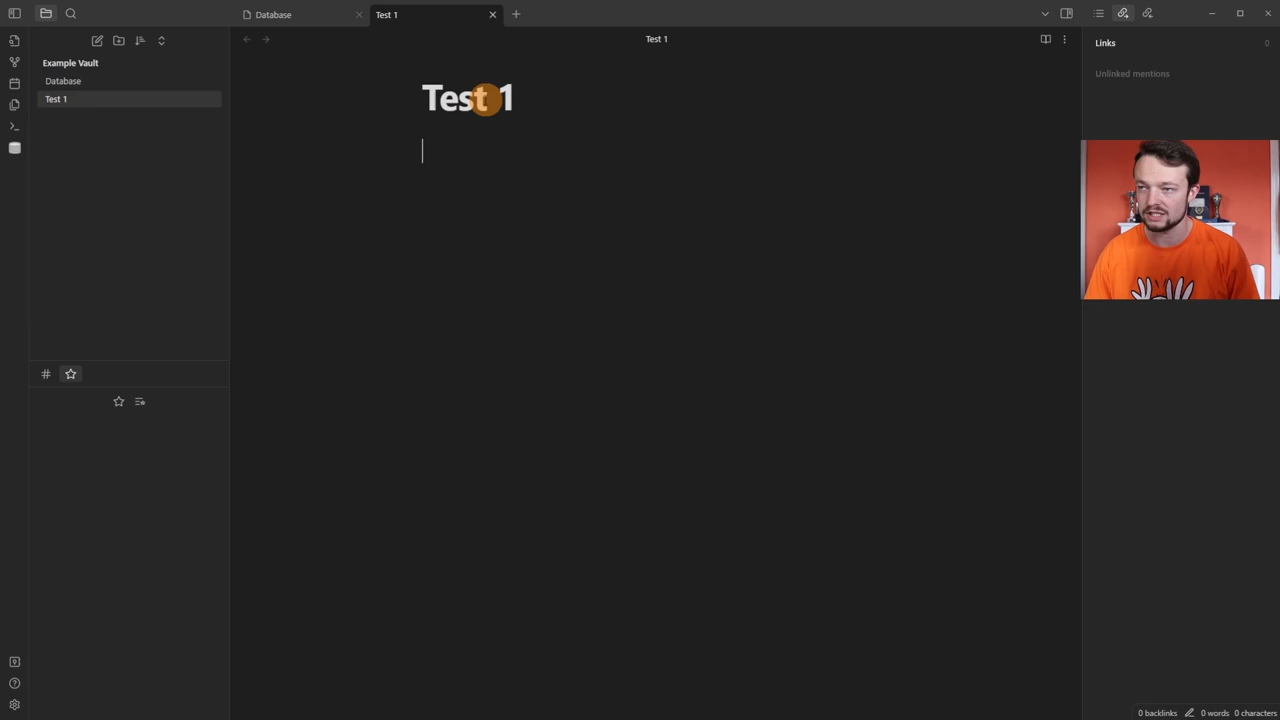 Database
Test 1
Test 1
Links
0
Example Vault
Database
Test 1
Test 1
Unlinked mentions
0 backlinks 0 words 0 characters